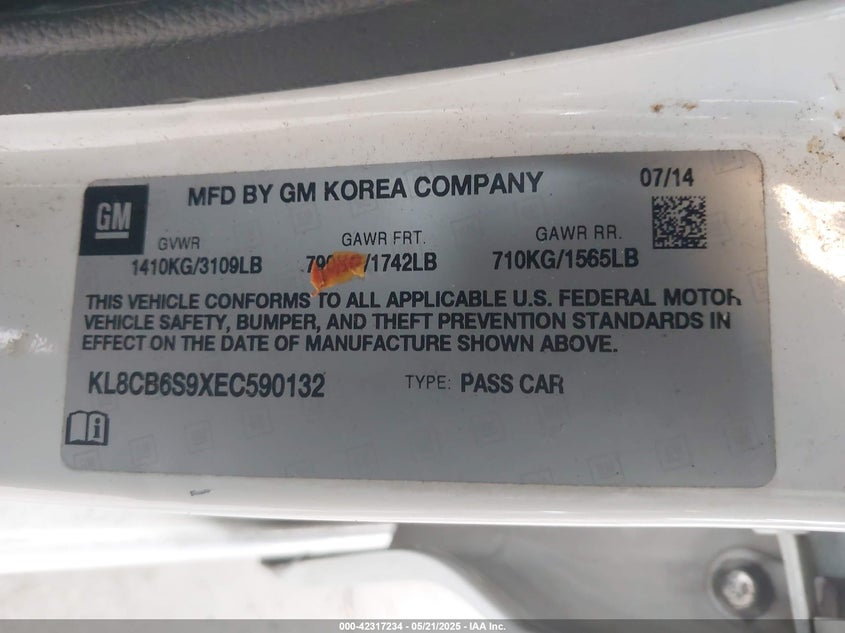 MFD BY GM KOREA COMPANY 07/14
GM
GVWR GAWR FRT. GAWR RR.
1410KG/3109LB /1742LB 710KG/1565LB
THIS VEHICLE CONFORMS TO ALL APPLICABLE U.S. FEDERAL MOTOR
VEHICLE SAFETY, BUMPER, AND THEFT PREVENTION STANDARDS IN
EFFECT ON THE DATE OF MANUFACTURE SHOWN ABOVE.
KL8CB6S9XEC590132 TYPE: PASS CAR
000-42317234 - 05/21/2025 - IAA Inc.